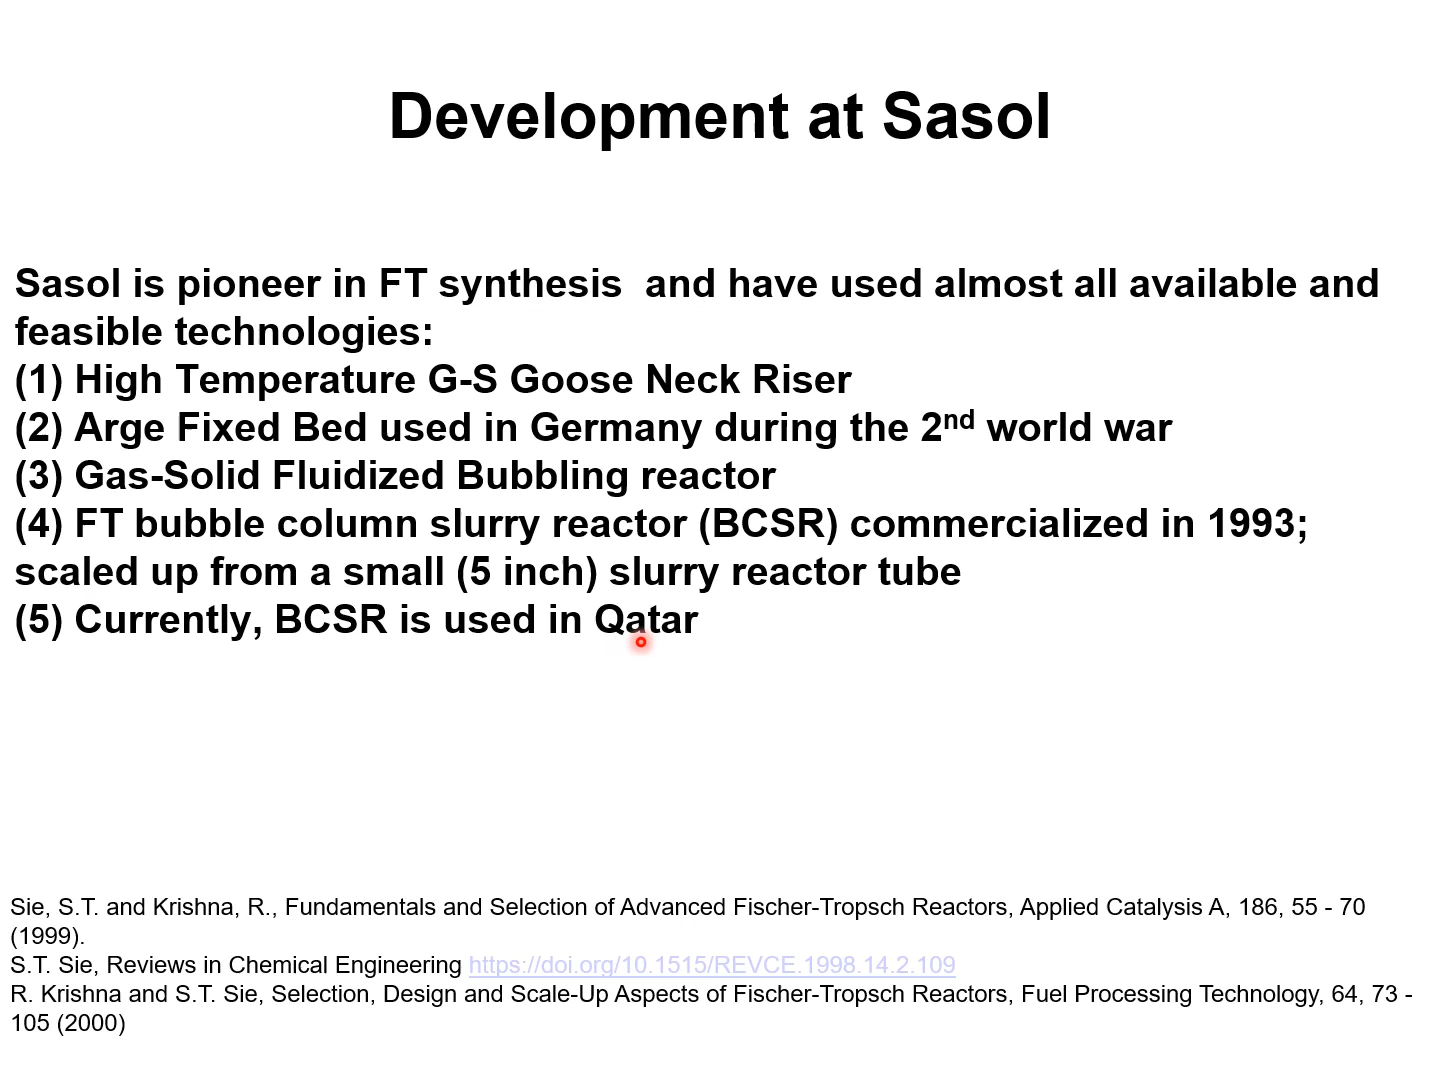 Development at Sasol
Sasol is pioneer in FT synthesis  and have used almost all available and
feasible technologies:
(1) High Temperature G-S Goose Neck Riser
(2) Arge Fixed Bed used in Germany during the 2nd world war
(3) Gas-Solid Fluidized Bubbling reactor
(4) FT bubble column slurry reactor (BCSR) commercialized in 1993;
scaled up from a small (5 inch) slurry reactor tube
(5) Currently, BCSR is used in Qatar
Sie, S.T. and Krishna, R., Fundamentals and Selection of Advanced Fischer-Tropsch Reactors, Applied Catalysis A, 186, 55 - 70
(1999).
S.T. Sie, Reviews in Chemical Engineering https://doi.org/10.1515/REVCE.1998.14.2.109
R. Krishna and S.T. Sie, Selection, Design and Scale-Up Aspects of Fischer-Tropsch Reactors, Fuel Processing Technology, 64, 73 -
105 (2000)